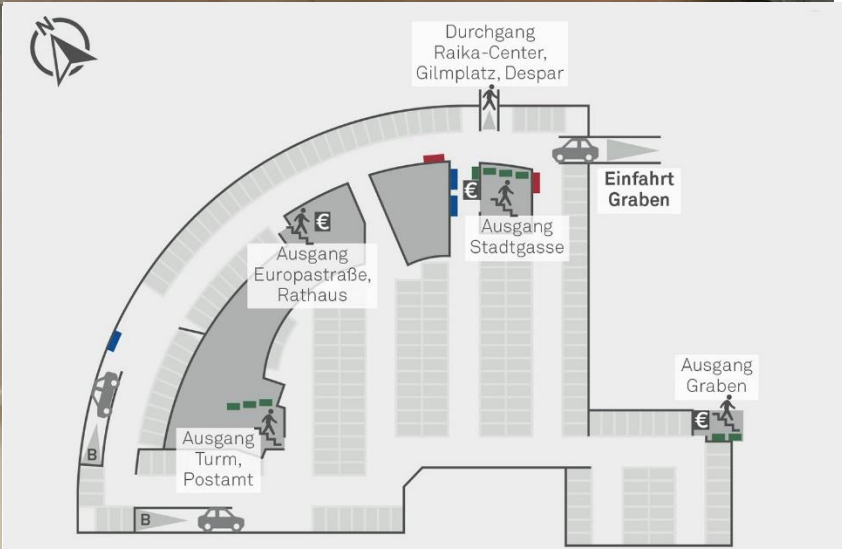 N
Durchgang
Raika-Center,
Gilmplatz, Despar
Einfahrt
Graben
€
Ausgang
Stadtgasse
€
Ausgang
Europastraße,
Rathaus
Ausgang
Graben
€
Ausgang
Turm,
Postamt
B
B